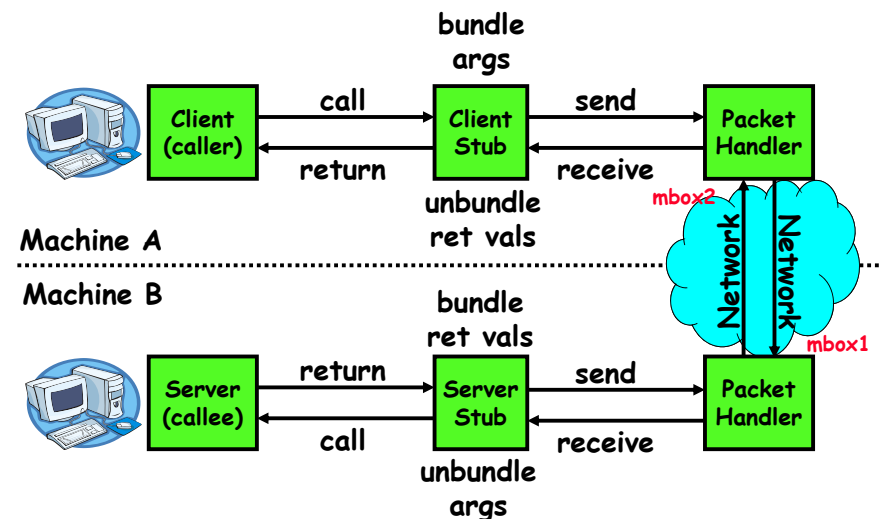 bundle
args
call
send
Client
(caller)
Client
Stub
Packet
Handler
return
receive
mbox2
unbundle
ret vals
Machine A
Network
Network
Machine B
bundle
ret vals
mbox1
return
send
Server
(callee)
Server
Stub
Packet
Handler
call
receive
unbundle
args